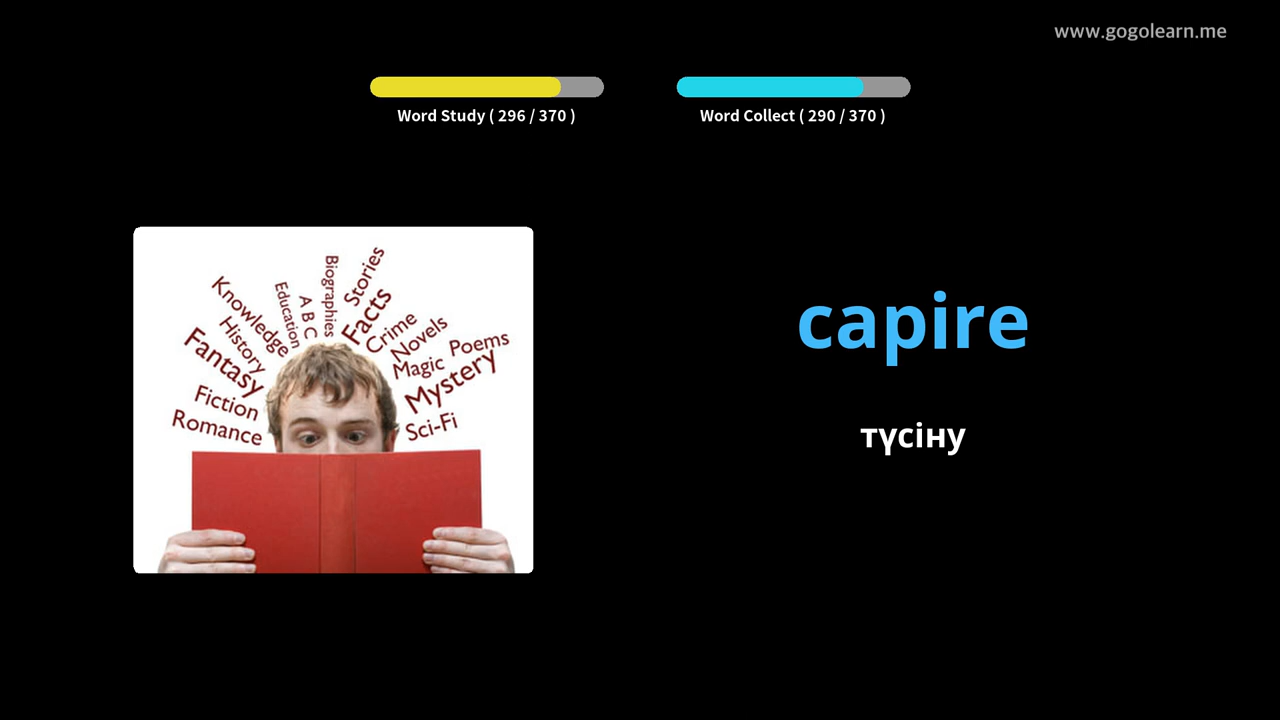 www.gogolearn.me
Word Study ( 296 / 370 )
Word Collect ( 290 / 370 )
Knowledge
Education
A B C
Biographies
Stories
Facts
Crime
Novels
Poems
History
Magic
Fantasy
Mystery
Fiction
Romance
Sci-Fi
capire
түсіну